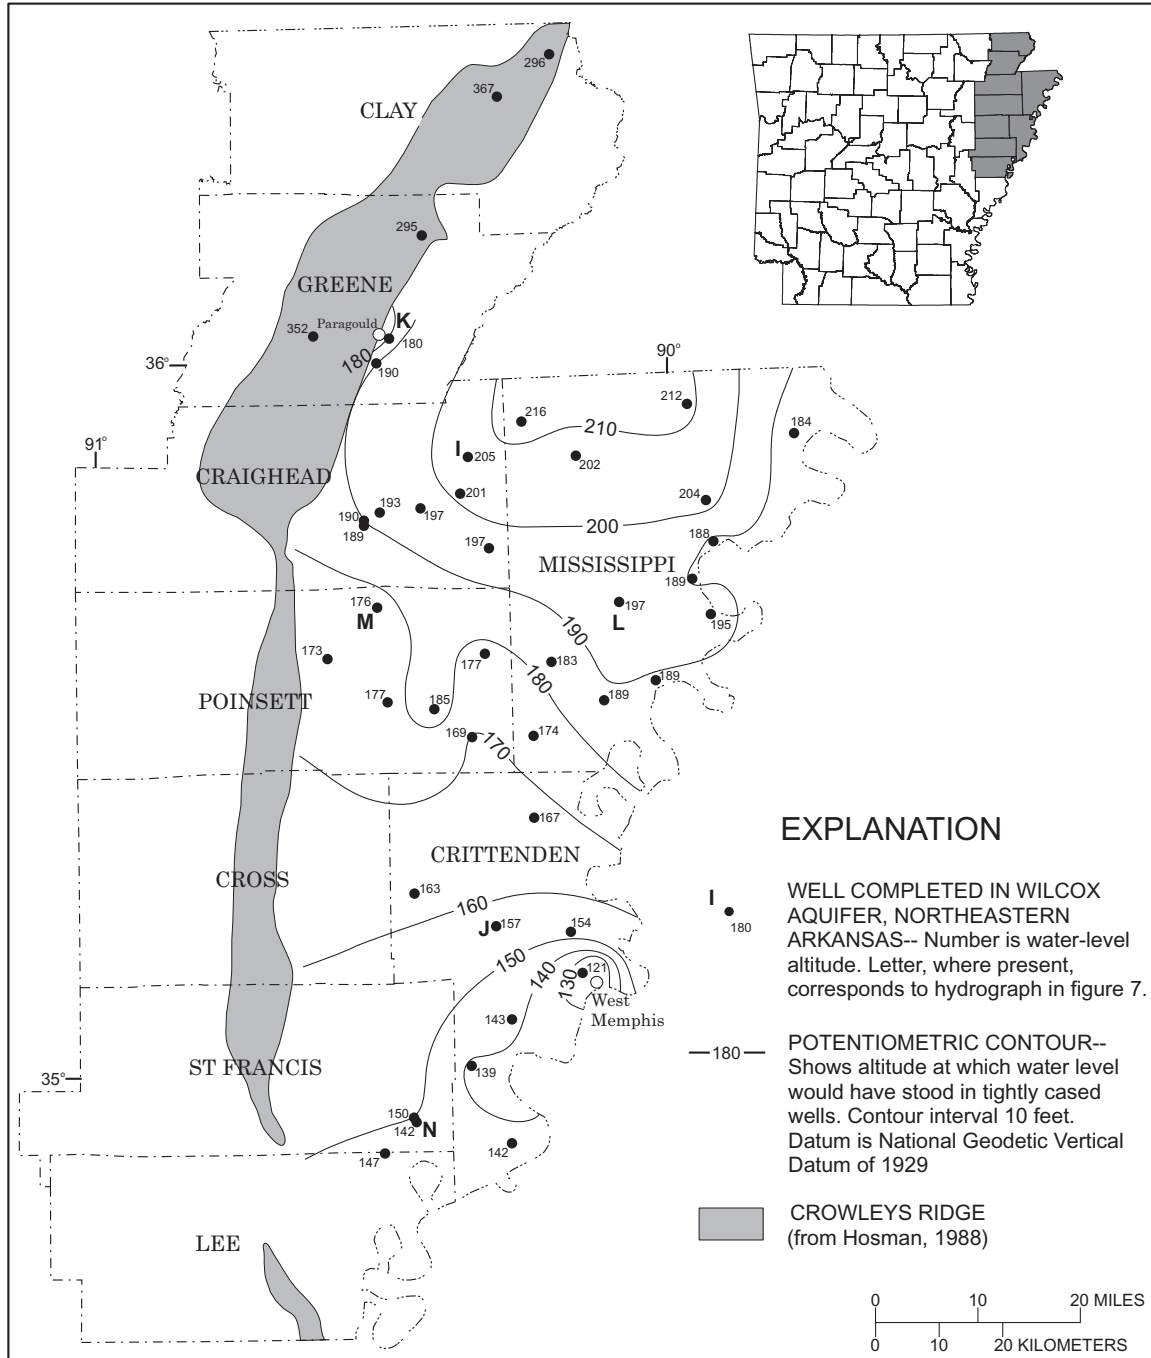 296
367
CLAY
295
GREENE
352
Paragould
K
180
180
190
36°
90°
91°
216
212
210
184
I
205
202
201
204
CRAIGHEAD
193
197
190
189
200
188
197
MISSISSIPPI
189
176
M
197
L
195
190
173
177
183
180
189
POINSETT
177
185
189
169
170
174
167
CRITTENDEN
CROSS
163
160
J
157
154
150
140
130
121
West
Memphis
143
ST FRANCIS
35°
139
150
142
N
147
142
LEE
EXPLANATION
I
180
WELL COMPLETED IN WILCOX
AQUIFER, NORTHEASTERN
ARKANSAS-- Number is water-level
altitude. Letter, where present,
corresponds to hydrograph in figure 7.
180
POTENTIOMETRIC CONTOUR--
Shows altitude at which water level
would have stood in tightly cased
wells. Contour interval 10 feet.
Datum is National Geodetic Vertical
Datum of 1929
CROWLEYS RIDGE
(from Hosman, 1988)
0 10 20 MILES
0 10 20 KILOMETERS